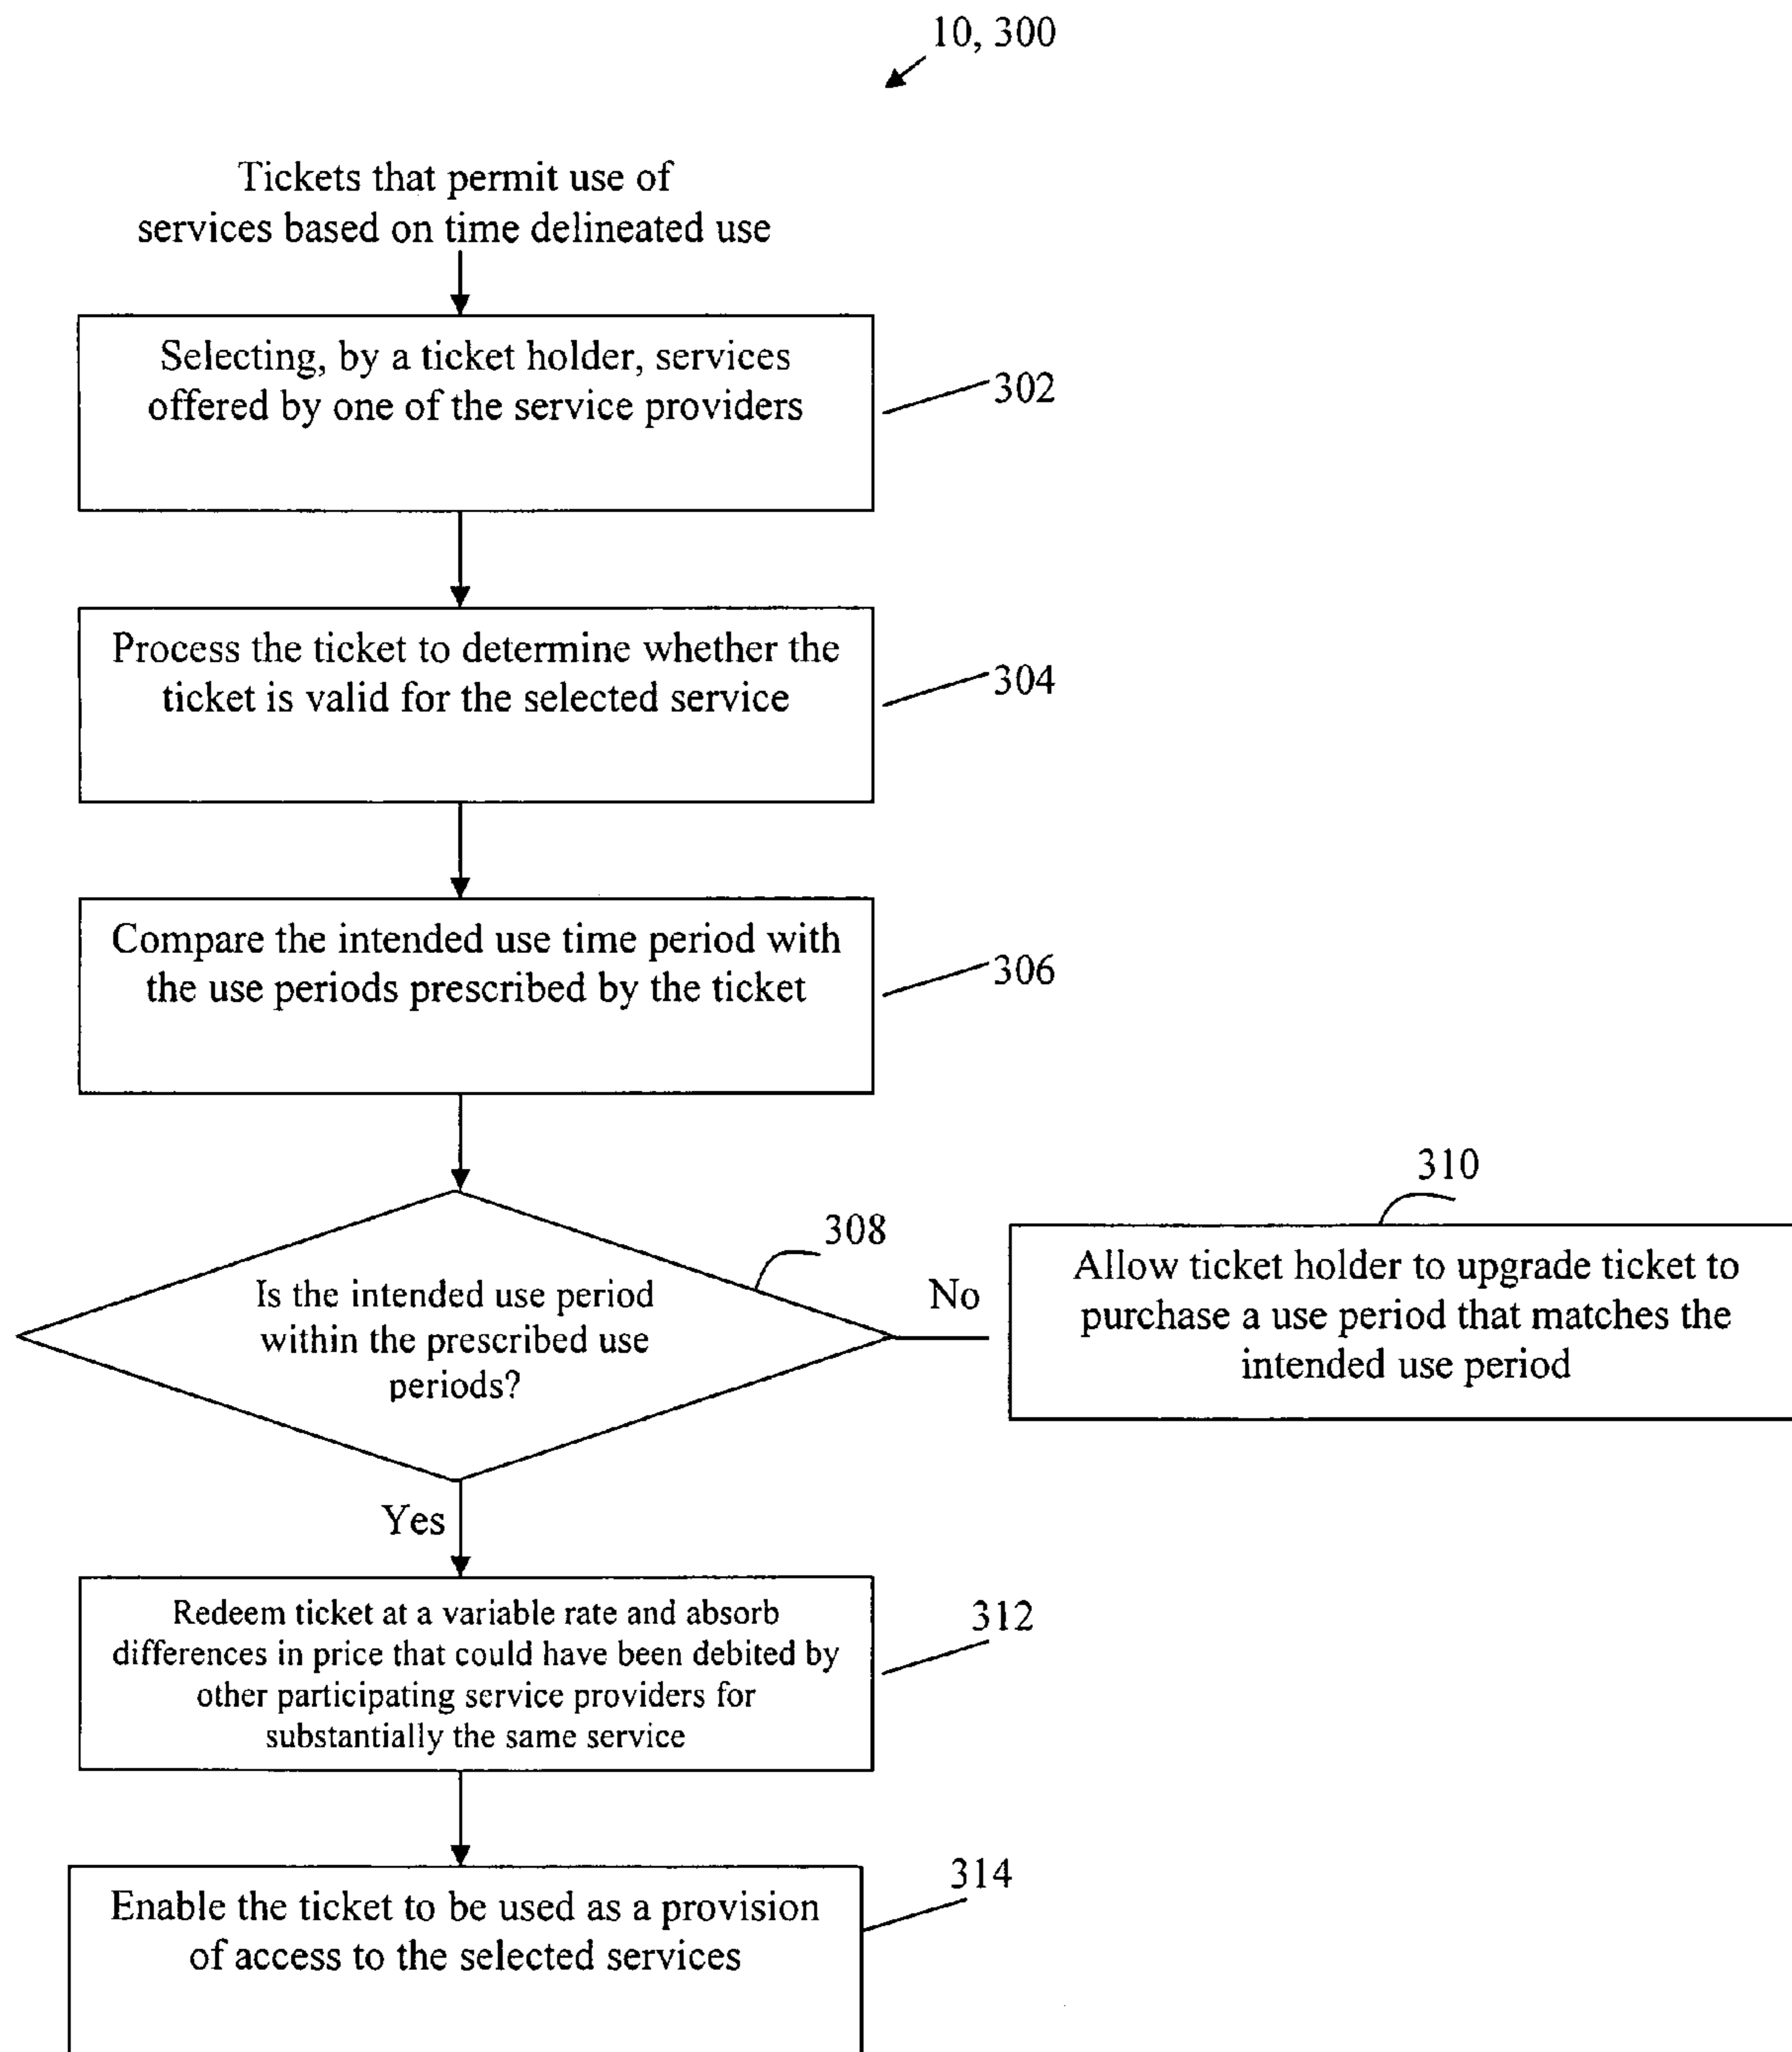 10, 300
Tickets that permit use of
services based on time delineated use
Selecting, by a ticket holder, services
offered by one of the service providers
302
Process the ticket to determine whether the
ticket is valid for the selected service
304
Compare the intended use time period with
the use periods prescribed by the ticket
306
308
Is the intended use period
within the prescribed use
periods?
No
310
Allow ticket holder to upgrade ticket to
purchase a use period that matches the
intended use period
Yes
Redeem ticket at a variable rate and absorb
differences in price that could have been debited by
other participating service providers for
substantially the same service
312
Enable the ticket to be used as a provision
of access to the selected services
314